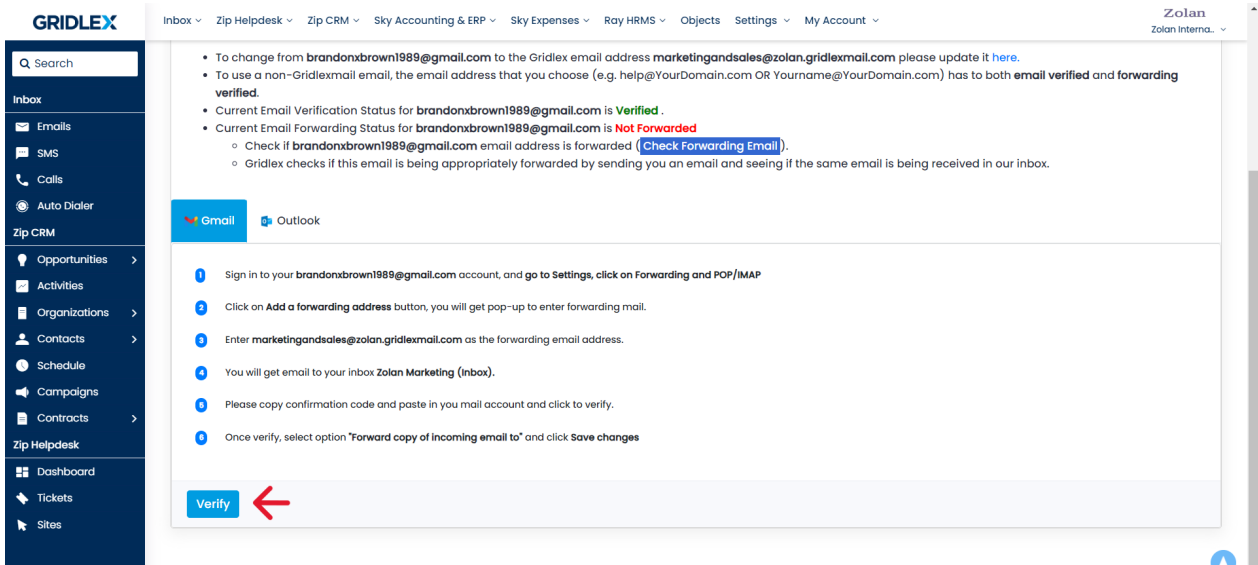 GRIDLEX
Inbox Zip Helpdesk Zip CRM Sky Accounting & ERP Sky Expenses Ray HRMS Objects Settings My Account
Zolan
Zolan Interna..
Search
Inbox
Emails
SMS
Calls
Auto Dialer
Zip CRM
Opportunities
Activities
Organizations
Contacts
Schedule
Campaigns
Contracts
Zip Helpdesk
Dashboard
Tickets
Sites
To change from brandonxbrown1989@gmail.com to the Gridlex email address marketingandsales@zolan.gridlexmail.com please update it here.
To use a non-Gridlexmail email, the email address that you choose (e.g. help@YourDomain.com OR Yourname@YourDomain.com) has to both email verified and forwarding
verified.
Current Email Verification Status for brandonxbrown1989@gmail.com is Verified .
Current Email Forwarding Status for brandonxbrown1989@gmail.com is Not Forwarded
Check if brandonxbrown1989@gmail.com email address is forwarded ( Check Forwarding Email ).
Gridlex checks if this email is being appropriately forwarded by sending you an email and seeing if the same email is being received in our inbox.
Gmail Outlook
1 Sign in to your brandonxbrown1989@gmail.com account, and go to Settings, click on Forwarding and POP/IMAP
2 Click on Add a forwarding address button, you will get pop-up to enter forwarding mail.
3 Enter marketingandsales@zolan.gridlexmail.com as the forwarding email address.
4 You will get email to your inbox Zolan Marketing (Inbox).
5 Please copy confirmation code and paste in you mail account and click to verify.
6 Once verify, select option "Forward copy of incoming email to" and click Save changes
Verify